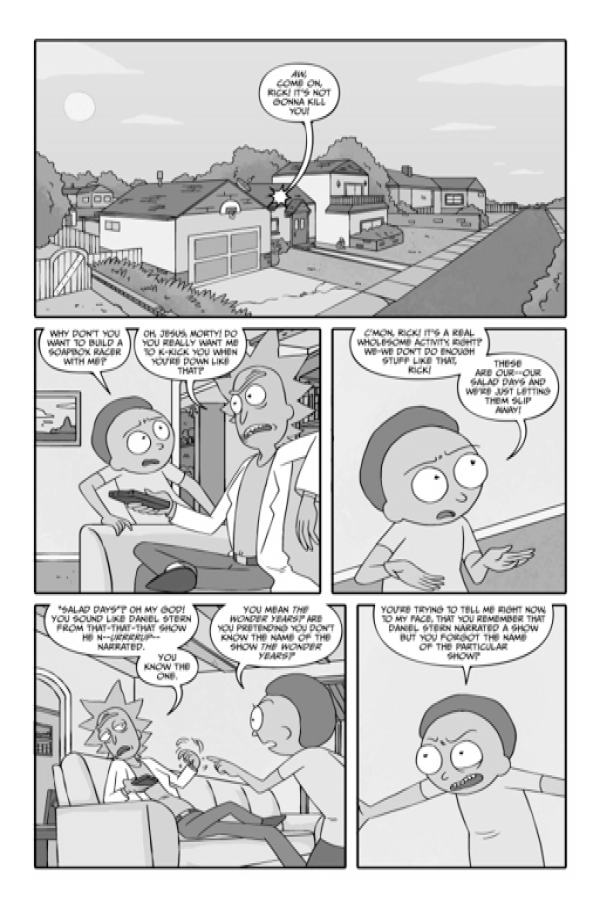 AW,
COME ON,
RICK! IT'S NOT
GONNA KILL
YOU!
WHY DON'T YOU
WANT TO BUILD A
SOAPBOX RACER
WITH ME?
OH, JESUS, MORTY! DO
YOU REALLY WANT ME
TO K-KICK YOU WHEN
YOU'RE DOWN LIKE
THAT?
C'MON, RICK! IT'S A REAL
WHOLESOME ACTIVITY, RIGHT?
WE-WE DON'T DO ENOUGH
STUFF LIKE THAT,
RICK!
THESE
ARE OUR--OUR
SALAD DAYS AND
WE'RE JUST LETTING
THEM SLIP
AWAY!
"SALAD DAYS"? OH MY GOD!
YOU SOUND LIKE DANIEL STERN
FROM THAT-THAT-THAT SHOW
HE N--URRRRUP--
NARRATED.
YOU
KNOW THE
ONE.
YOU MEAN THE
WONDER YEARS? ARE
YOU PRETENDING YOU DON'T
KNOW THE NAME OF THE
SHOW THE WONDER
YEARS?
YOU'RE TRYING TO TELL ME RIGHT NOW,
TO MY FACE, THAT YOU REMEMBER THAT
DANIEL STERN NARRATED A SHOW
BUT YOU FORGOT THE NAME
OF THE PARTICULAR
SHOW?